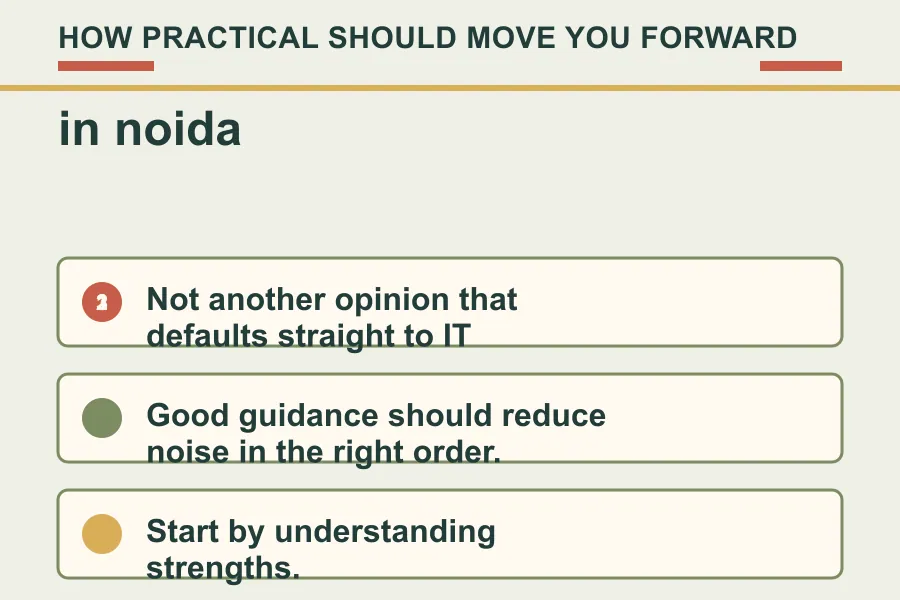 HOW PRACTICAL SHOULD MOVE YOU FORWARD
in noida
Not another opinion that
defaults straight to IT
Good guidance should reduce
noise in the right order.
Start by understanding
strengths.